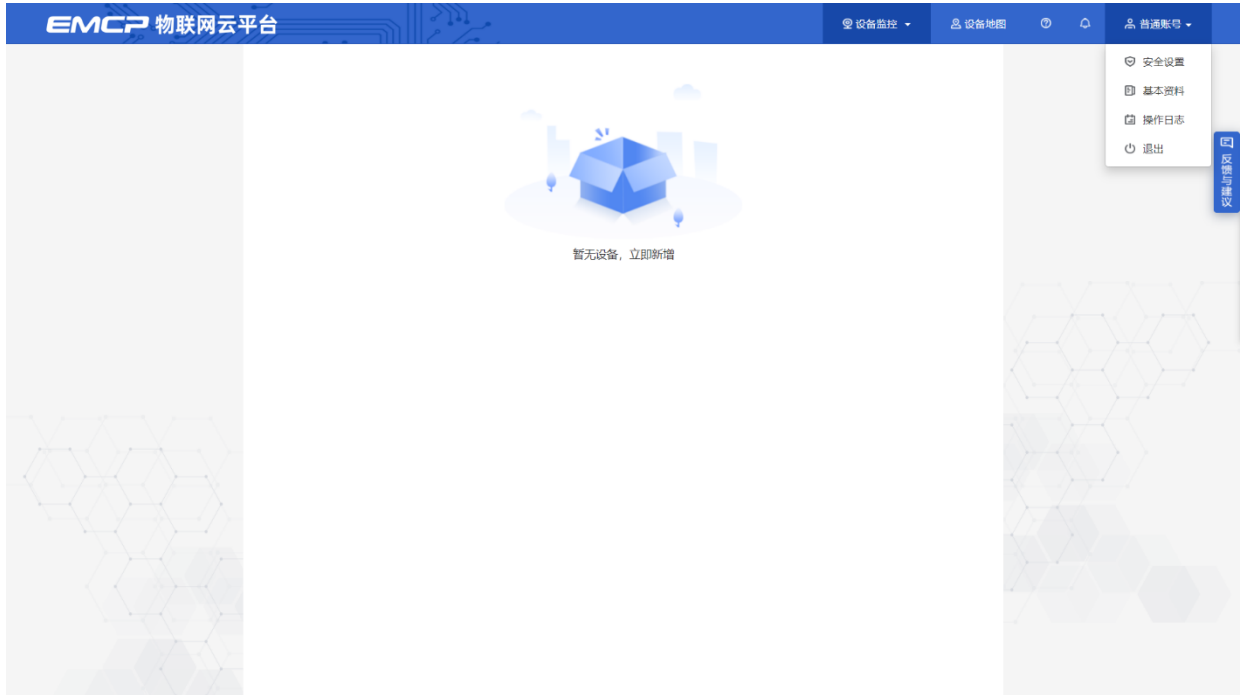 EMCP 物联网云平台
设备监控
设备地图
普通账号
安全设置
基本资料
操作日志
退出
反馈与建议
暂无设备，立即新增